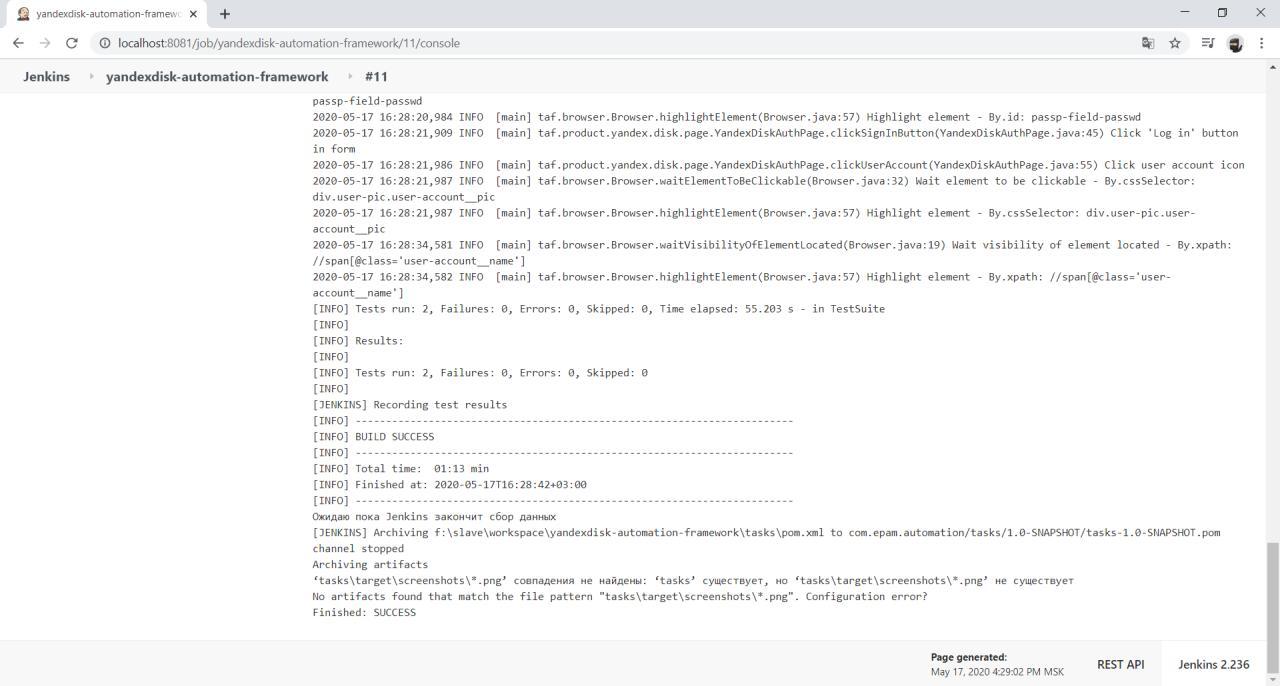 yandexdisk-automation-framewo
localhost:8081/job/yandexdisk-automation-framework/11/console
Jenkins yandexdisk-automation-framework #11
passp-field-passwd
2020-05-17 16:28:20,984 INFO  [main] taf.browser.Browser.highlightElement(Browser.java:57) Highlight element - By.id: passp-field-passwd
2020-05-17 16:28:21,909 INFO  [main] taf.product.yandex.disk.page.YandexDiskAuthPage.clickSignInButton(YandexDiskAuthPage.java:45) Click 'Log in' button
in form
2020-05-17 16:28:21,986 INFO  [main] taf.product.yandex.disk.page.YandexDiskAuthPage.clickUserAccount(YandexDiskAuthPage.java:55) Click user account icon
2020-05-17 16:28:21,987 INFO  [main] taf.browser.Browser.waitElementToBeClickable(Browser.java:32) Wait element to be clickable - By.cssSelector:
div.user-pic.user-account__pic
2020-05-17 16:28:21,987 INFO  [main] taf.browser.Browser.highlightElement(Browser.java:57) Highlight element - By.cssSelector: div.user-pic.user-
account__pic
2020-05-17 16:28:34,581 INFO  [main] taf.browser.Browser.waitVisibilityOfElementLocated(Browser.java:19) Wait visibility of element located - By.xpath:
//span[@class='user-account__name']
2020-05-17 16:28:34,582 INFO  [main] taf.browser.Browser.highlightElement(Browser.java:57) Highlight element - By.xpath: //span[@class='user-
account__name']
[INFO] Tests run: 2, Failures: 0, Errors: 0, Skipped: 0, Time elapsed: 55.203 s - in TestSuite
[INFO]
[INFO] Results:
[INFO]
[INFO] Tests run: 2, Failures: 0, Errors: 0, Skipped: 0
[INFO]
[JENKINS] Recording test results
[INFO] ------------------------------------------------------------------------
[INFO] BUILD SUCCESS
[INFO] ------------------------------------------------------------------------
[INFO] Total time:  01:13 min
[INFO] Finished at: 2020-05-17T16:28:42+03:00
[INFO] ------------------------------------------------------------------------
Ожидаю пока Jenkins закончит сбор данных
[JENKINS] Archiving f:\slave\workspace\yandexdisk-automation-framework\tasks\pom.xml to com.epam.automation/tasks/1.0-SNAPSHOT/tasks-1.0-SNAPSHOT.pom
channel stopped
Archiving artifacts
‘tasks\target\screenshots\*.png’ совпадения не найдены: ‘tasks’ существует, но ‘tasks\target\screenshots\*.png’ не существует
No artifacts found that match the file pattern "tasks\target\screenshots\*.png". Configuration error?
Finished: SUCCESS
Page generated:
May 17, 2020 4:29:02 PM MSK
REST API
Jenkins 2.236